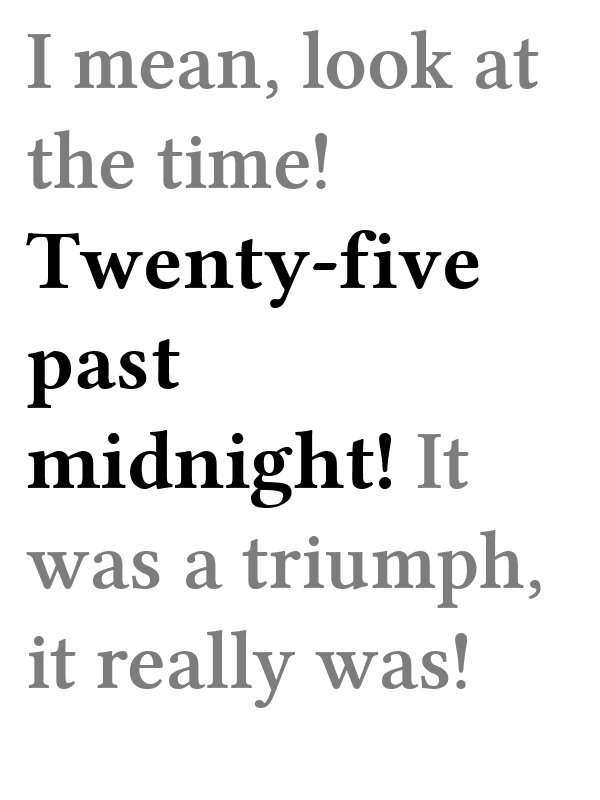 I mean, look at
the time!
Twenty-five
past
midnight! It
was a triumph,
it really was!